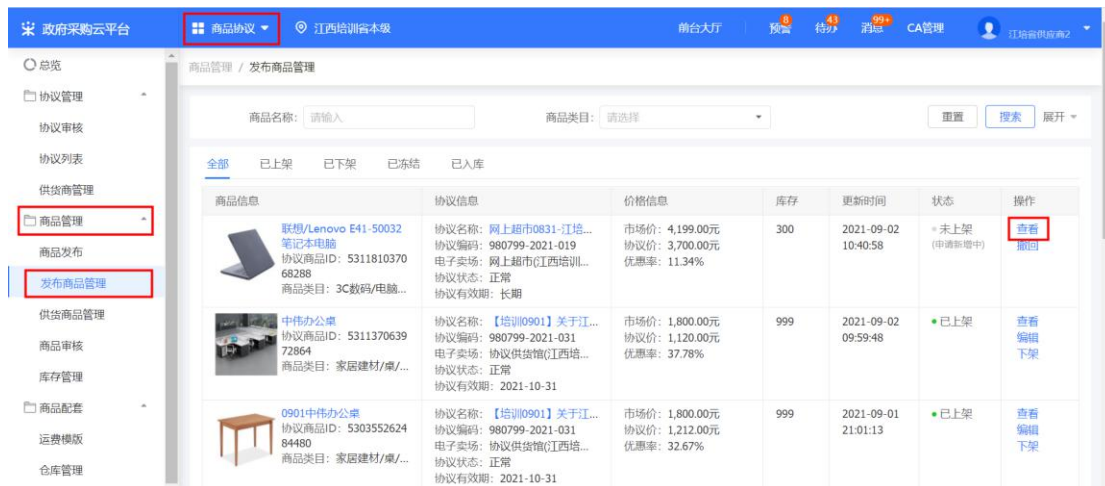 政府采购云平台
商品协议
江西培训省本级
前台大厅
预警 8
待办 43
消息 99+
CA管理
江培省供应商2
总览
协议管理
协议审核
协议列表
供货商管理
商品管理
商品发布
发布商品管理
供货商品管理
商品审核
库存管理
商品配套
运费模版
仓库管理
商品管理 / 发布商品管理
商品名称: 请输入
商品类目: 请选择
重置
搜索
展开
全部 已上架 已下架 已冻结 已入库
商品信息 协议信息 价格信息 库存 更新时间 状态 操作
联想/Lenovo E41-50032
笔记本电脑
协议商品ID: 5311810370
68288
商品类目: 3C数码/电脑...
协议名称: 网上超市0831-江培...
协议编码: 980799-2021-019
电子卖场: 网上超市(江西培训...
协议状态: 正常
协议有效期: 长期
市场价: 4,199.00元
协议价: 3,700.00元
优惠率: 11.34%
300
2021-09-02
10:40:58
未上架
(申请新增中)
查看
撤回
中伟办公桌
协议商品ID: 5311370639
72864
商品类目: 家居建材/桌/...
协议名称: 【培训0901】关于江...
协议编码: 980799-2021-031
电子卖场: 协议供货馆(江西培...
协议状态: 正常
协议有效期: 2021-10-31
市场价: 1,800.00元
协议价: 1,120.00元
优惠率: 37.78%
999
2021-09-02
09:59:48
已上架
查看
编辑
下架
0901中伟办公桌
协议商品ID: 5303552624
84480
商品类目: 家居建材/桌/...
协议名称: 【培训0901】关于江...
协议编码: 980799-2021-031
电子卖场: 协议供货馆(江西培...
协议状态: 正常
协议有效期: 2021-10-31
市场价: 1,800.00元
协议价: 1,212.00元
优惠率: 32.67%
999
2021-09-01
21:01:13
已上架
查看
编辑
下架